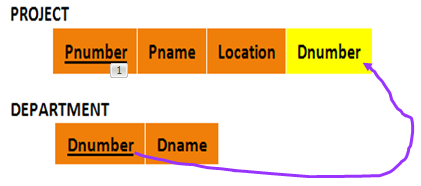 PROJECT
Pnumber Pname Location Dnumber
1
DEPARTMENT
Dnumber Dname